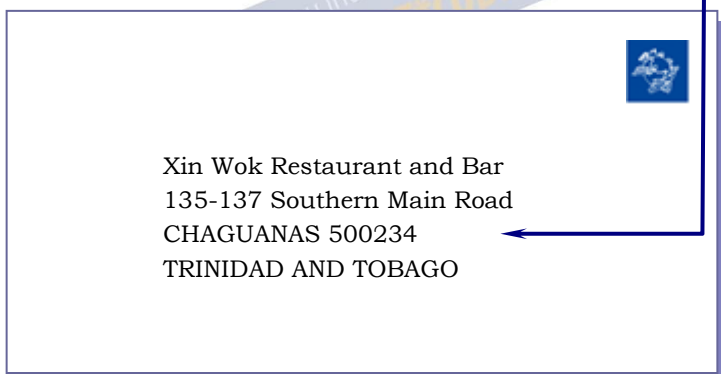 Xin Wok Restaurant and Bar
135-137 Southern Main Road
CHAGUANAS 500234
TRINIDAD AND TOBAGO